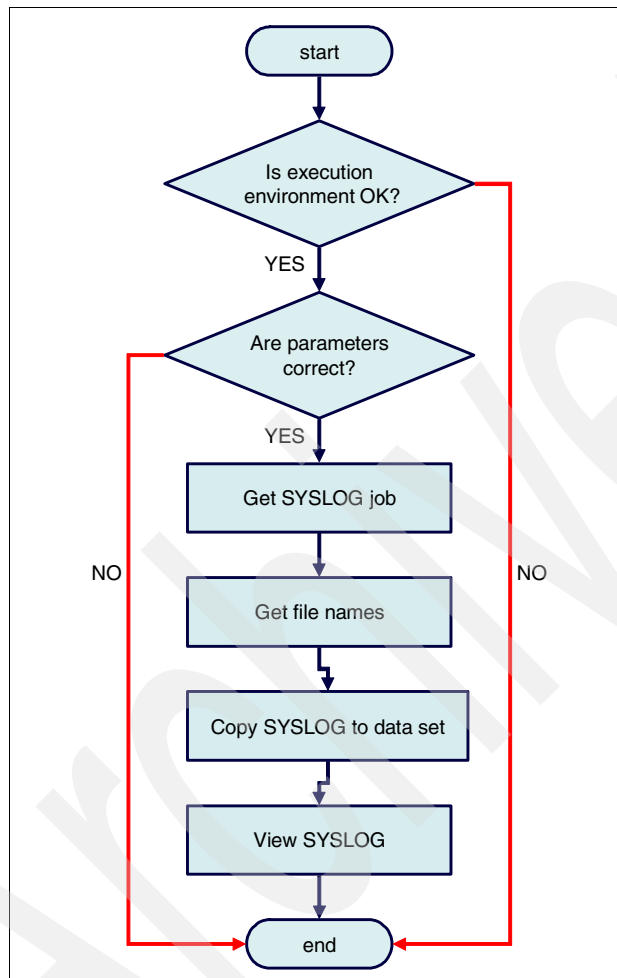 start
Is execution
environment OK?
YES
Are parameters
correct?
YES
Get SYSLOG job
NO
NO
Get file names
Copy SYSLOG to data set
View SYSLOG
end
Archive